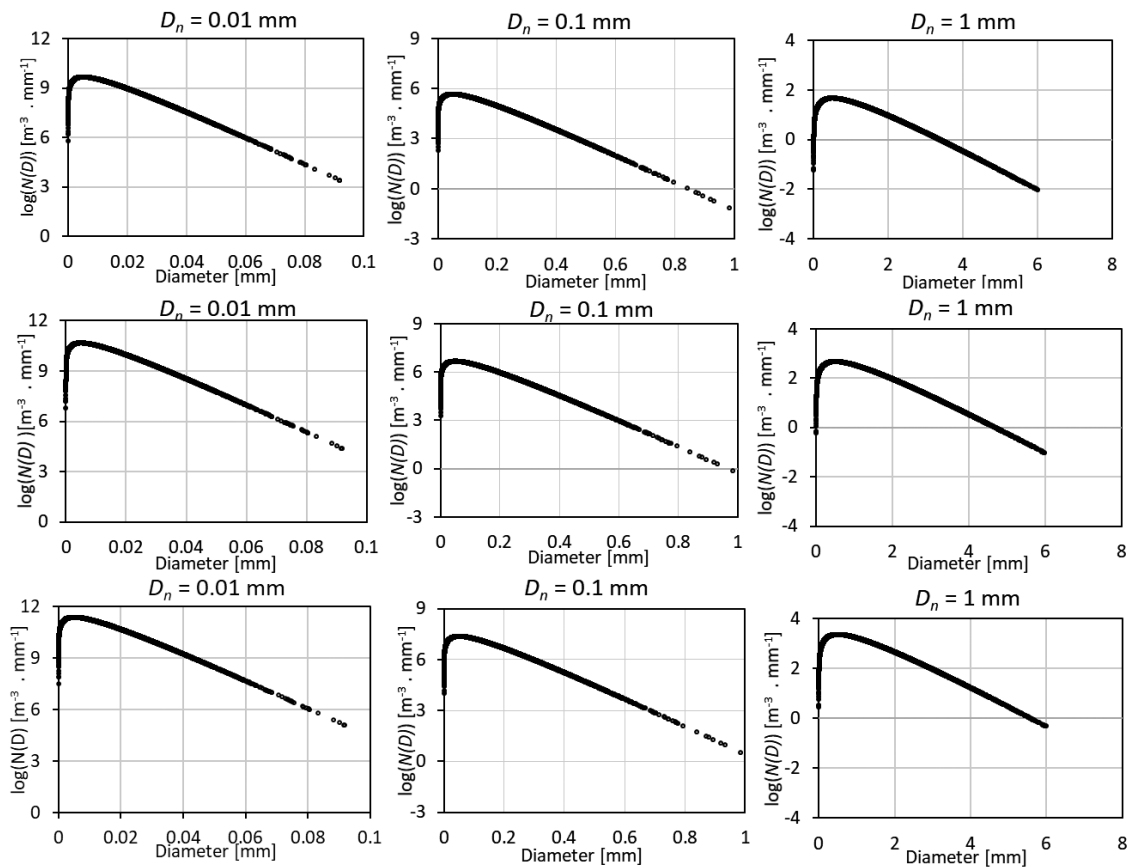 Dn = 0.01 mm
log(N(D)) [m⁻³ . mm⁻¹]
12
9
6
3
0
0 0.02 0.04 0.06 0.08 0.1
Diameter [mm]
Dn = 0.1 mm
log(N(D)) [m⁻³ . mm⁻¹]
9
6
3
0
-3
0 0.2 0.4 0.6 0.8 1
Diameter [mm]
Dn = 1 mm
log(N(D)) [m⁻³ . mm⁻¹]
4
2
0
-2
-4
0 2 4 6 8
Diameter [mm]
Dn = 0.01 mm
log(N(D) )[m⁻³ . mm⁻¹]
12
9
6
3
0
0 0.02 0.04 0.06 0.08 0.1
Diameter [mm]
Dn = 0.1 mm
log(N(D)) [m⁻³ . mm⁻¹]
9
6
3
0
-3
0 0.2 0.4 0.6 0.8 1
Diameter [mm]
Dn = 1 mm
log(N(D)) [m⁻³ . mm⁻¹]
4
2
0
-2
-4
0 2 4 6 8
Diameter [mm]
Dn = 0.01 mm
log(N(D) [m⁻³ . mm⁻¹]
12
9
6
3
0
0 0.02 0.04 0.06 0.08 0.1
Diameter [mm]
Dn = 0.1 mm
log(N(D)) [m⁻³ . mm⁻¹]
9
6
3
0
-3
0 0.2 0.4 0.6 0.8 1
Diameter [mm]
Dn = 1 mm
log(N(D)) [m⁻³ . mm⁻¹]
4
2
0
-2
-4
0 2 4 6 8
Diameter [mm]